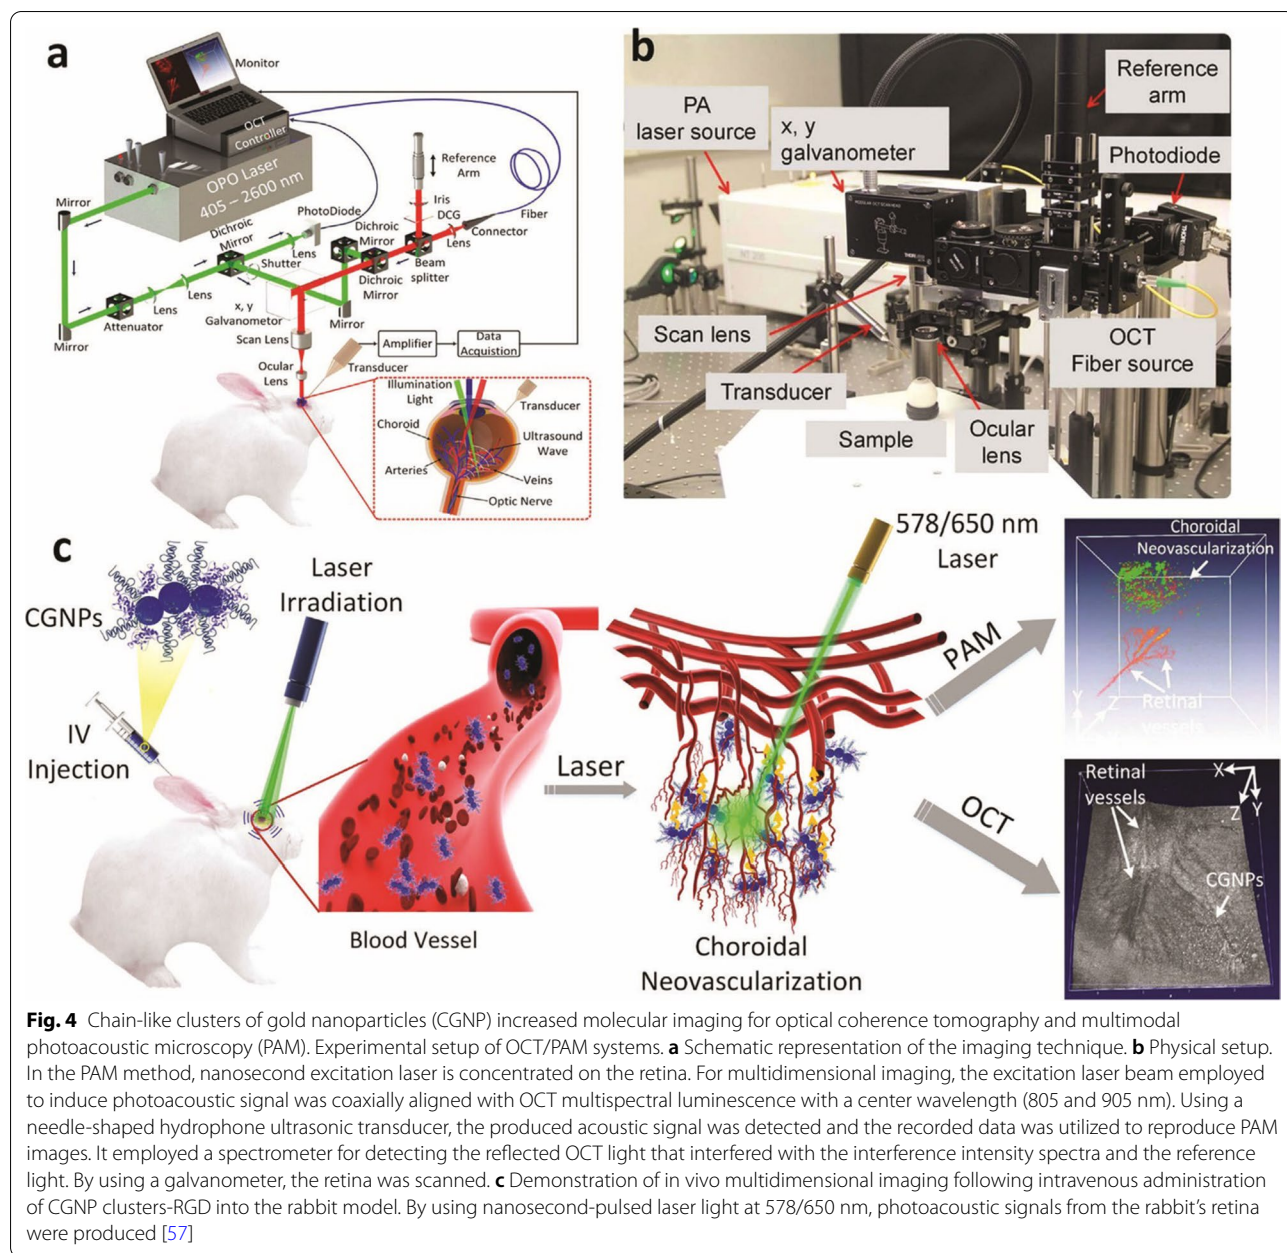 a
Monitor
OCT
Controller
OPO Laser
405 – 2600 nm
Mirror
Dichroic
Mirror
PhotoDiode
Lens
Shutter
Reference
Arm
Iris
DCG
Lens
Fiber
Connector
Dichroic
Mirror
Beam
splitter
Dichroic
Mirror
Lens
Lens
Attenuator
Mirror
x, y
Galvanometor
Mirror
Scan Lens
Ocular
Lens
Amplifier
Data
Acquistion
Transducer
Illumination
Light
Transducer
Choroid
Ultrasound
Wave
Arteries
Veins
Optic Nerve
b
PA
laser source
x, y
galvanometer
Reference
arm
Photodiode
Scan lens
Transducer
Sample
Ocular
lens
OCT
Fiber source
c
CGNPs
IV
Injection
Laser
Irradiation
Blood Vessel
Laser
578/650 nm
Laser
Choroidal
Neovascularization
PAM
OCT
Choroidal
Neovascularization
Retinal
vessels
Y
Z
Retinal
vessels
X
Z
Y
CGNPs
Fig. 4 Chain-like clusters of gold nanoparticles (CGNP) increased molecular imaging for optical coherence tomography and multimodal
photoacoustic microscopy (PAM). Experimental setup of OCT/PAM systems. a Schematic representation of the imaging technique. b Physical setup.
In the PAM method, nanosecond excitation laser is concentrated on the retina. For multidimensional imaging, the excitation laser beam employed
to induce photoacoustic signal was coaxially aligned with OCT multispectral luminescence with a center wavelength (805 and 905 nm). Using a
needle-shaped hydrophone ultrasonic transducer, the produced acoustic signal was detected and the recorded data was utilized to reproduce PAM
images. It employed a spectrometer for detecting the reflected OCT light that interfered with the interference intensity spectra and the reference
light. By using a galvanometer, the retina was scanned. c Demonstration of in vivo multidimensional imaging following intravenous administration
of CGNP clusters-RGD into the rabbit model. By using nanosecond-pulsed laser light at 578/650 nm, photoacoustic signals from the rabbit's retina
were produced [57]